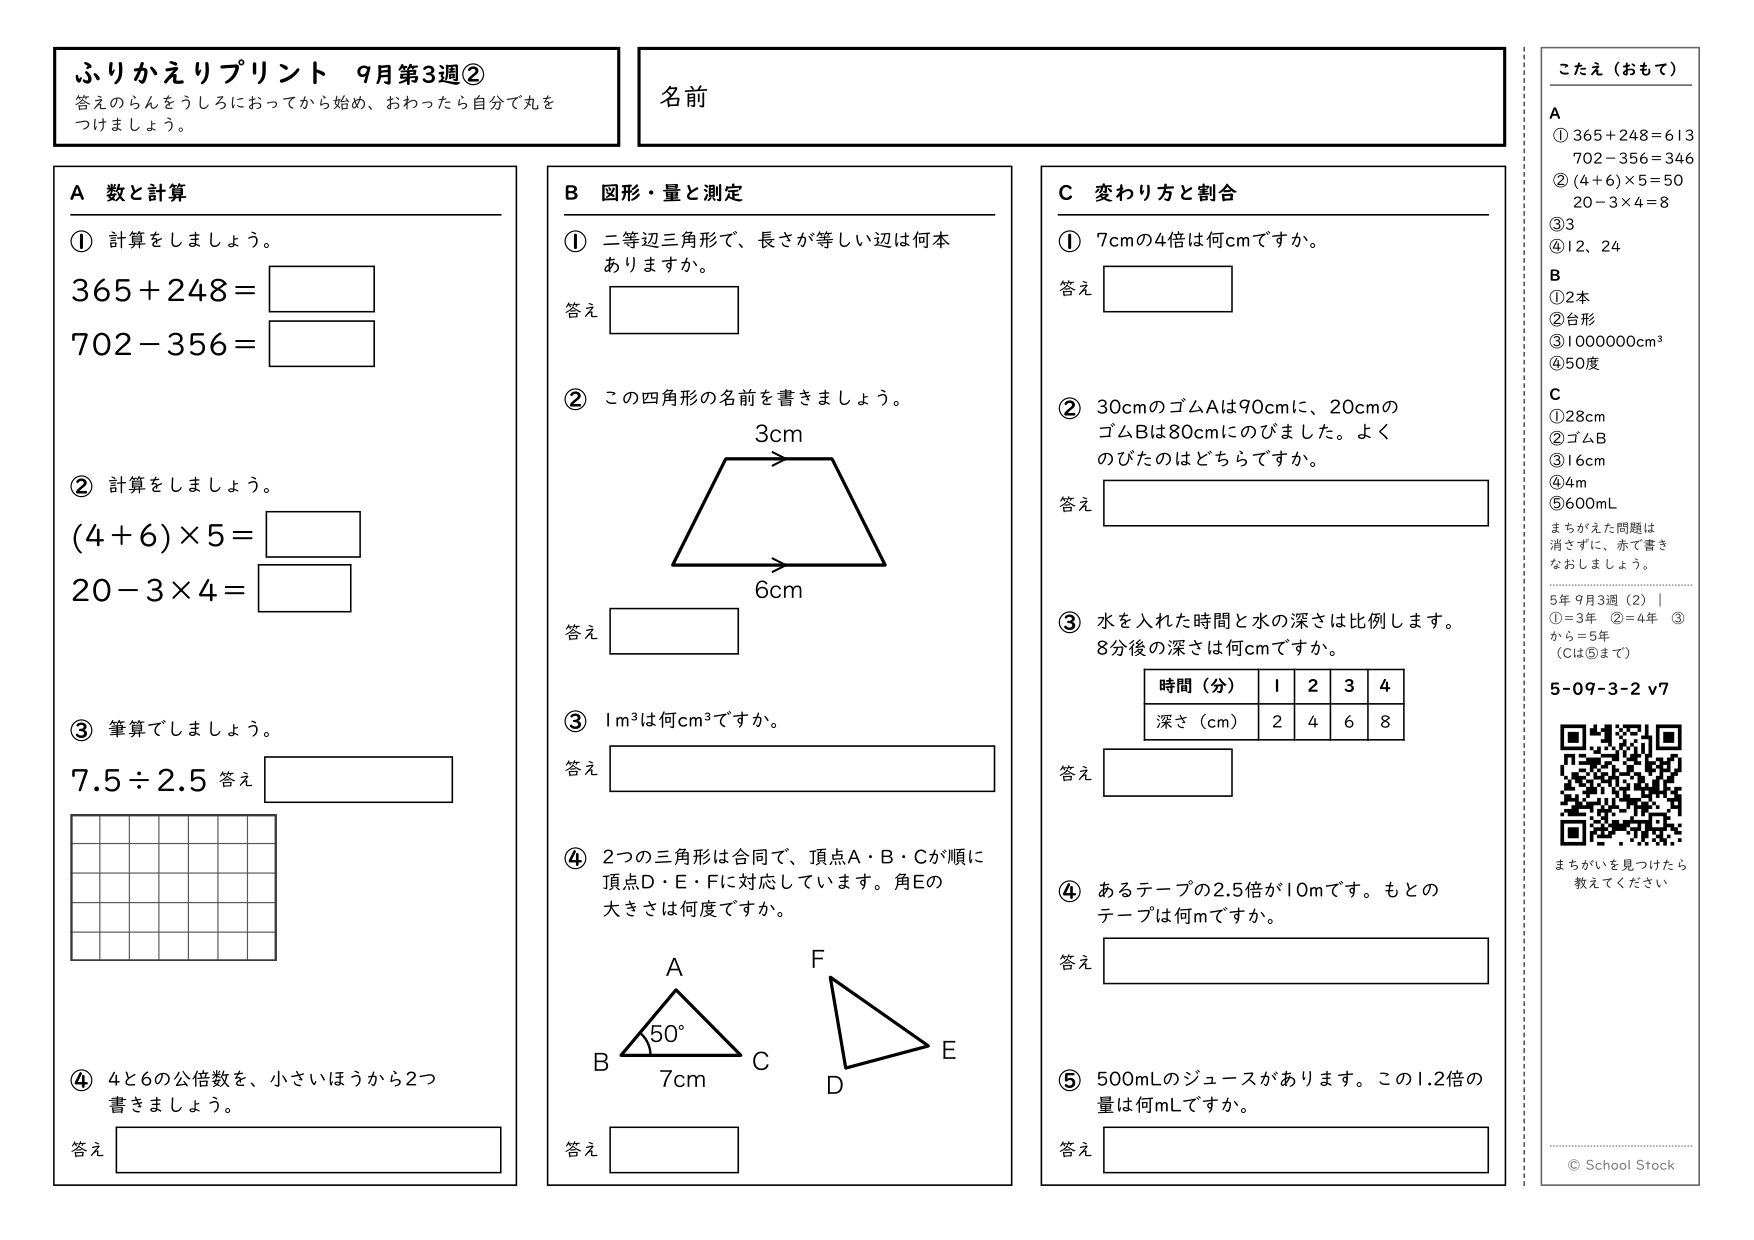 ふりかえりプリント　9月第3週②
答えのらんをうしろにおってから始め、おわったら自分で丸を
つけましょう。
名前
A　数と計算
① 計算をしましょう。
365＋248＝
702－356＝
② 計算をしましょう。
(4＋6)×5＝
20－3×4＝
③ 筆算でしましょう。
7.5÷2.5 答え
④ 4と6の公倍数を、小さいほうから2つ
書きましょう。
答え
B　図形・量と測定
① 二等辺三角形で、長さが等しい辺は何本
ありますか。
答え
② この四角形の名前を書きましょう。
3cm
6cm
答え
③ 1m³は何cm³ですか。
答え
④ 2つの三角形は合同で、頂点A・B・Cが順に
頂点D・E・Fに対応しています。角Eの
大きさは何度ですか。
A
50°
B
C
7cm
F
E
D
答え
C　変わり方と割合
① 7cmの4倍は何cmですか。
答え
② 30cmのゴムAは90cmに、20cmの
ゴムBは80cmにのびました。よく
のびたのはどちらですか。
答え
③ 水を入れた時間と水の深さは比例します。
8分後の深さは何cmですか。
時間（分） 1 2 3 4
深さ（cm） 2 4 6 8
答え
④ あるテープの2.5倍が10mです。もとの
テープは何mですか。
答え
⑤ 500mLのジュースがあります。この1.2倍の
量は何mLですか。
答え
こたえ（おもて）
A
① 365＋248＝613
702－356＝346
② (4＋6)×5＝50
20－3×4＝8
③3
④12、24
B
①2本
②台形
③1000000cm³
④50度
C
①28cm
②ゴムB
③16cm
④4m
⑤600mL
まちがえた問題は
消さずに、赤で書き
なおしましょう。
5年 9月3週（2）｜
①＝3年　②＝4年　③
から＝5年
（Cは⑤まで）
5-09-3-2 v7
まちがいを見つけたら
教えてください
© School Stock